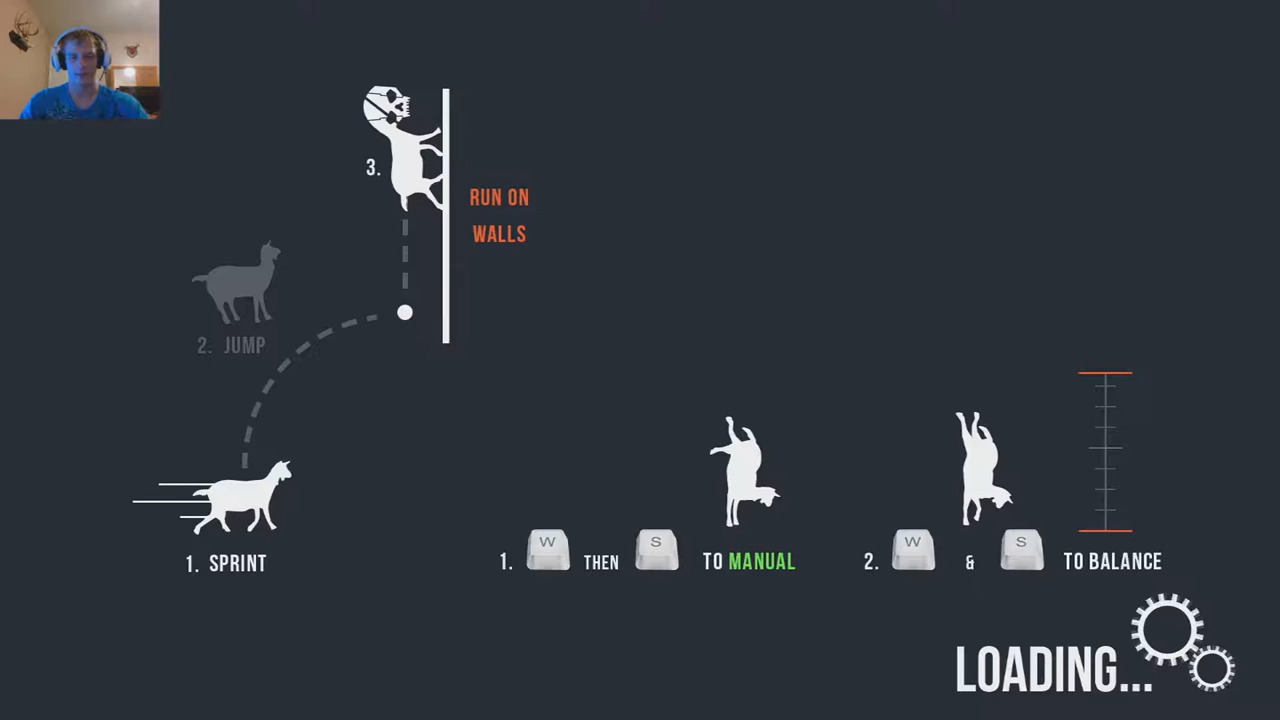 3.
RUN ON
WALLS
2. JUMP
1. SPRINT
1. W THEN S TO MANUAL
2. W & S TO BALANCE
LOADING...